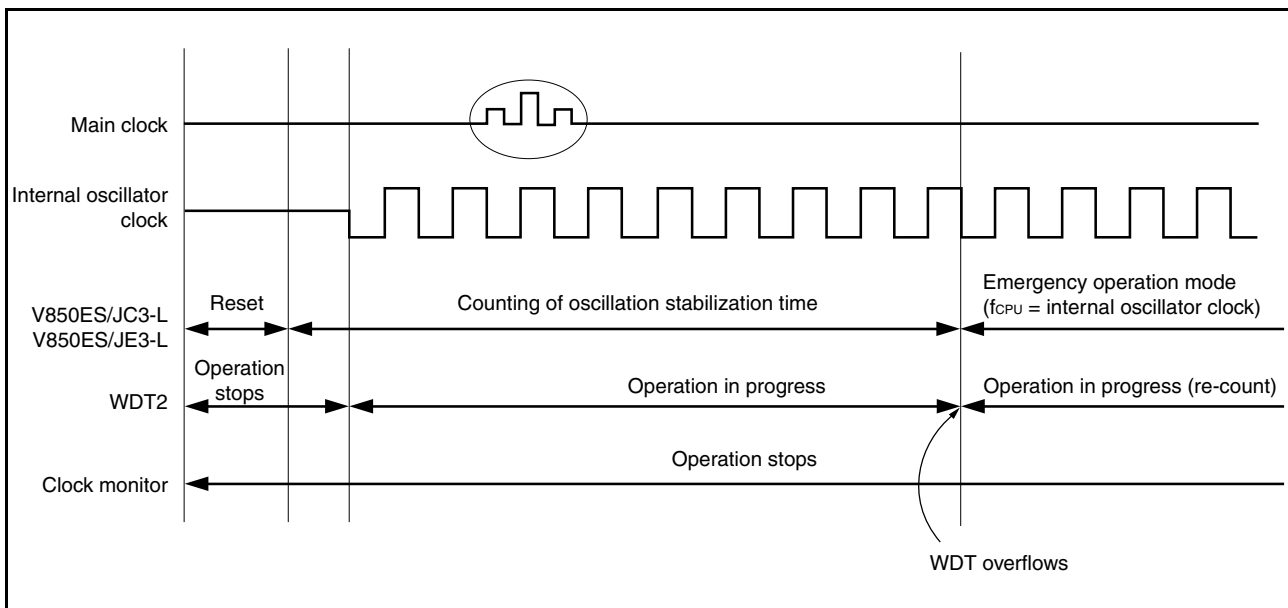 Main clock
Internal oscillator
clock
V850ES/JC3-L
V850ES/JE3-L
Reset
Counting of oscillation stabilization time
Emergency operation mode
(fCPU = internal oscillator clock)
WDT2
Operation
stops
Operation in progress
Operation in progress (re-count)
Clock monitor
Operation stops
WDT overflows